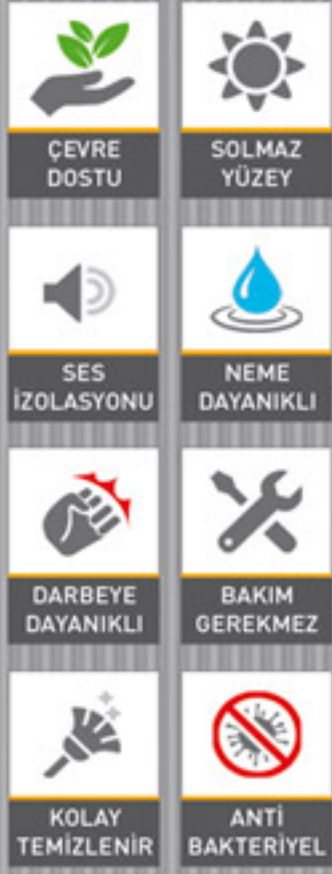 ÇEVRE
DOSTU
SOLMAZ
YÜZEY
SES
İZOLASYONU
NEME
DAYANIKLI
DARBEYE
DAYANIKLI
BAKIM
GEREKMEZ
KOLAY
TEMİZLENİR
ANTİ
BAKTERİYEL